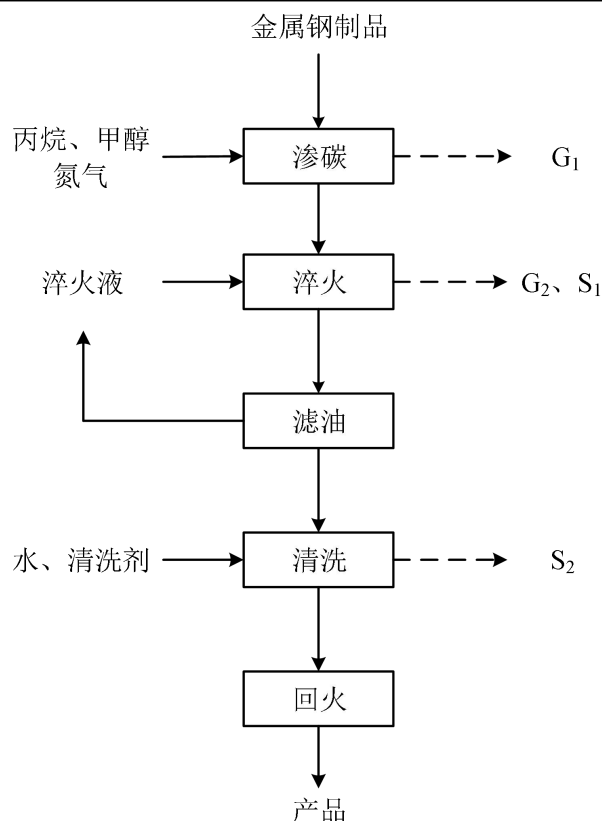 金属钢制品
丙烷、甲醇
氮气
渗碳
G₁
淬火液
淬火
G₂、S₁
滤油
水、清洗剂
清洗
S₂
回火
产品